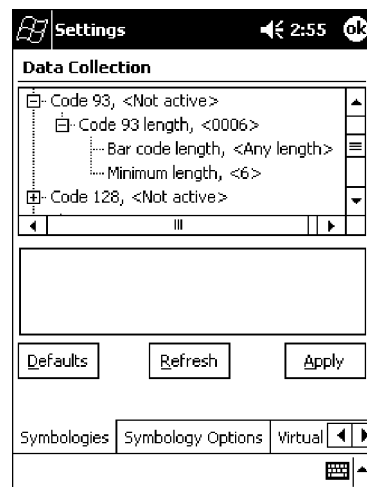 Settings 2:55 ok
Data Collection
Code 93, <Not active>
Code 93 length, <0006>
Bar code length, <Any length>
Minimum length, <6>
Code 128, <Not active>
Defaults Refresh Apply
Symbologies Symbology Options Virtual